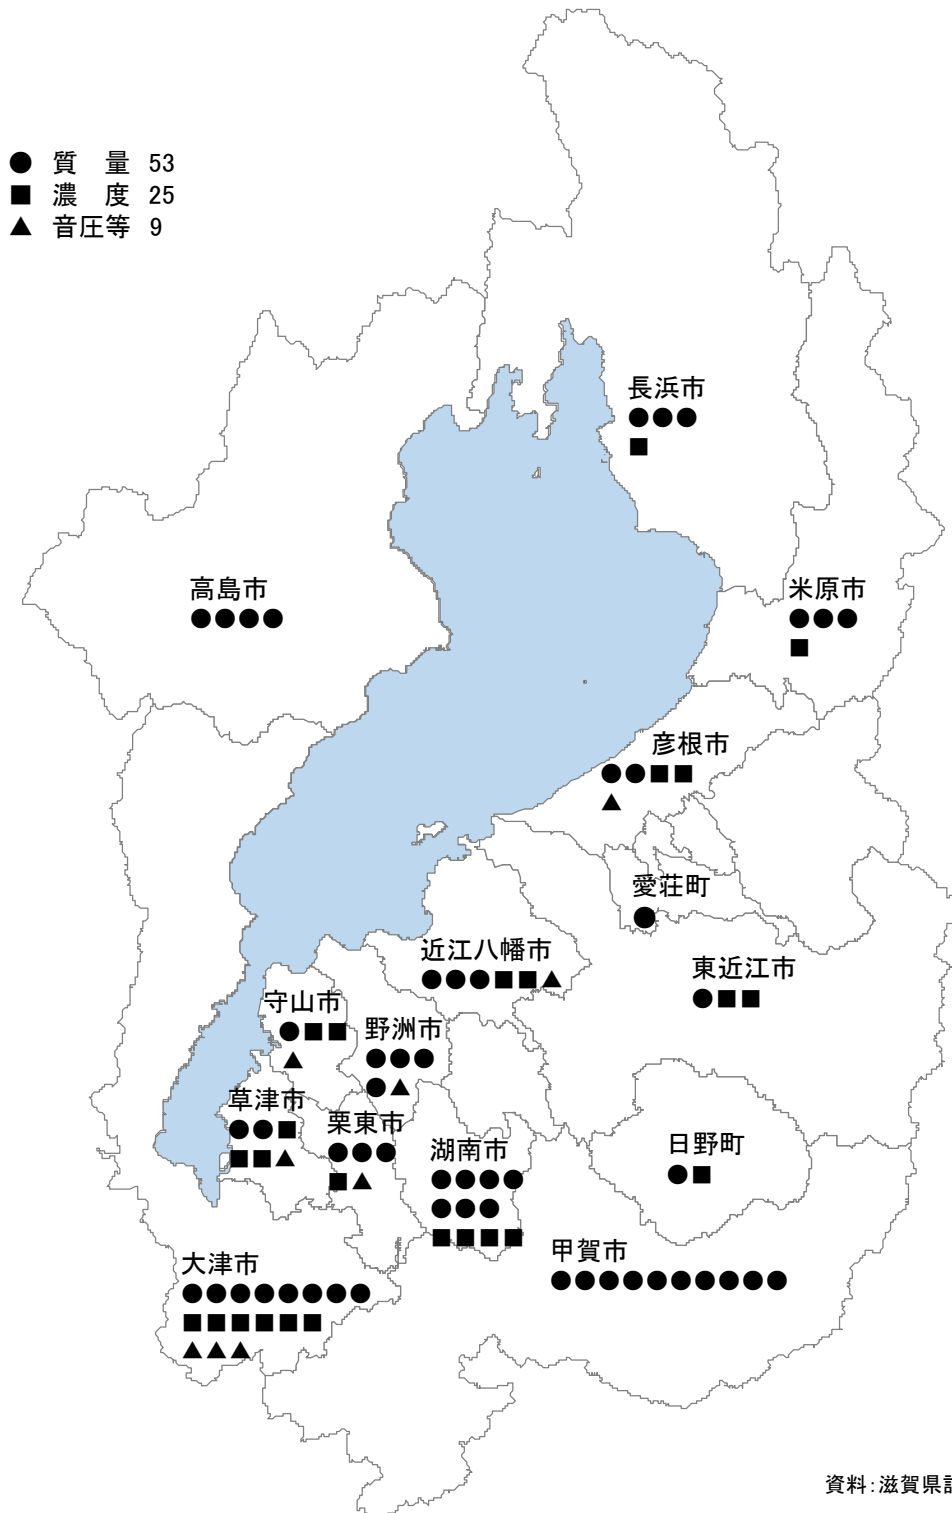 ● 質　量 53
■ 濃　度 25
▲ 音圧等 9
長浜市
高島市
米原市
彦根市
愛荘町
近江八幡市
東近江市
守山市
野洲市
草津市
栗東市
湖南市
日野町
大津市
甲賀市
資料：滋賀県